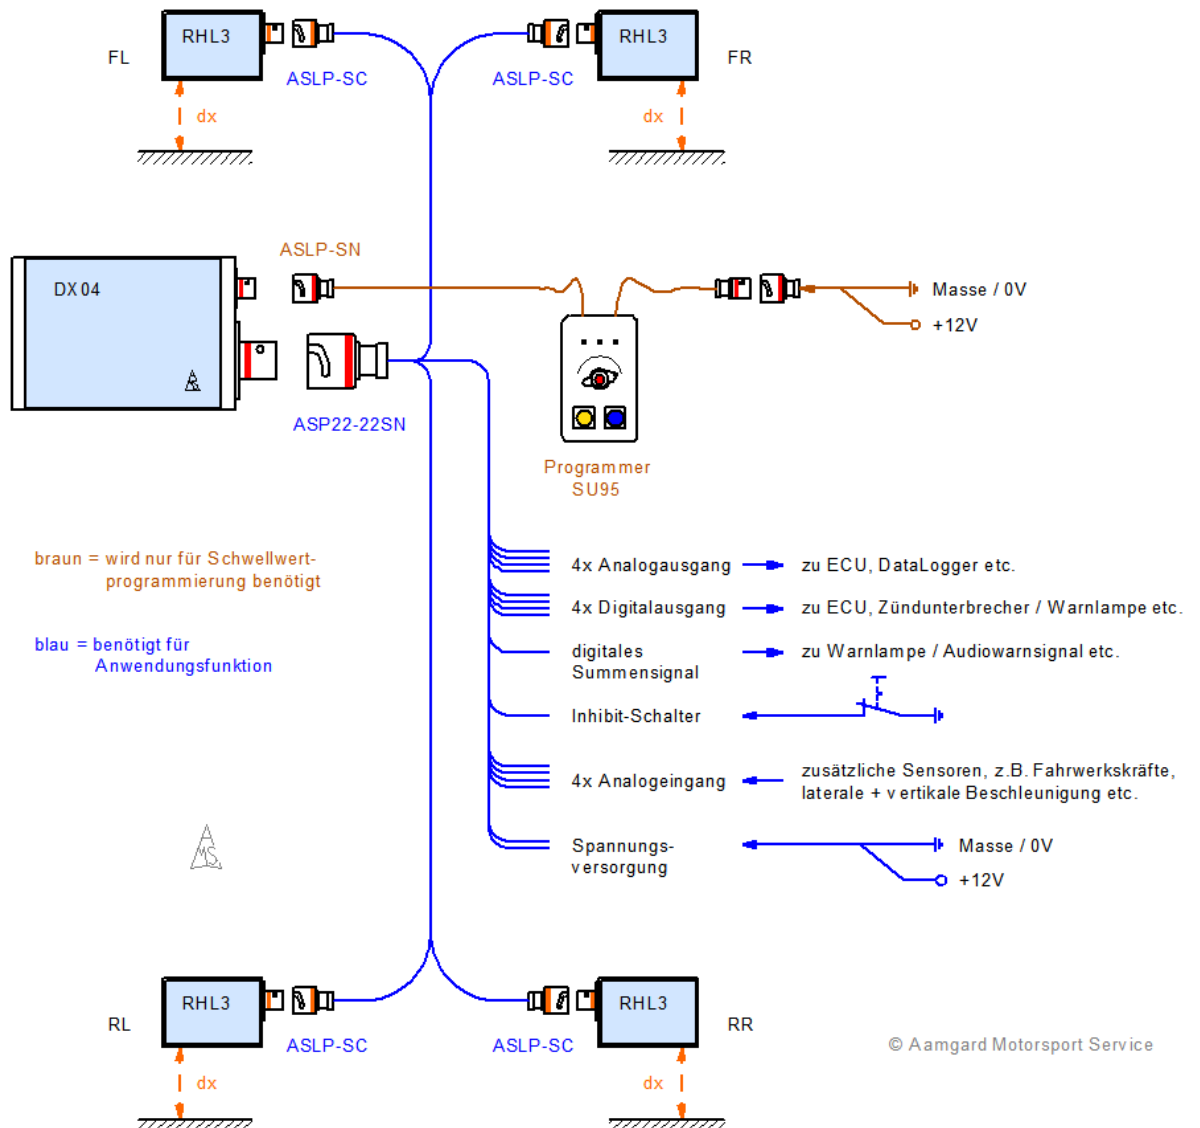 RHL3
RHL3
FL
FR
ASLP-SC
ASLP-SC
dx
dx
ASLP-SN
DX 04
Masse / 0V
+12V
ASP22-22SN
Programmer
SU95
braun = wird nur für Schwellwert-
programmierung benötigt
blau = benötigt für
Anwendungsfunktion
4x Analogausgang
zu ECU, DataLogger etc.
4x Digitalausgang
zu ECU, Zündunterbrecher / Warnlampe etc.
digitales
Summensignal
zu Warnlampe / Audiowarnsignal etc.
Inhibit-Schalter
4x Analogeingang
zusätzliche Sensoren, z.B. Fahrwerkskräfte,
laterale + vertikale Beschleunigung etc.
Spannungs-
versorgung
Masse / 0V
+12V
AMS
RHL3
RHL3
RL
RR
ASLP-SC
ASLP-SC
© Aamgard Motorsport Service
dx
dx